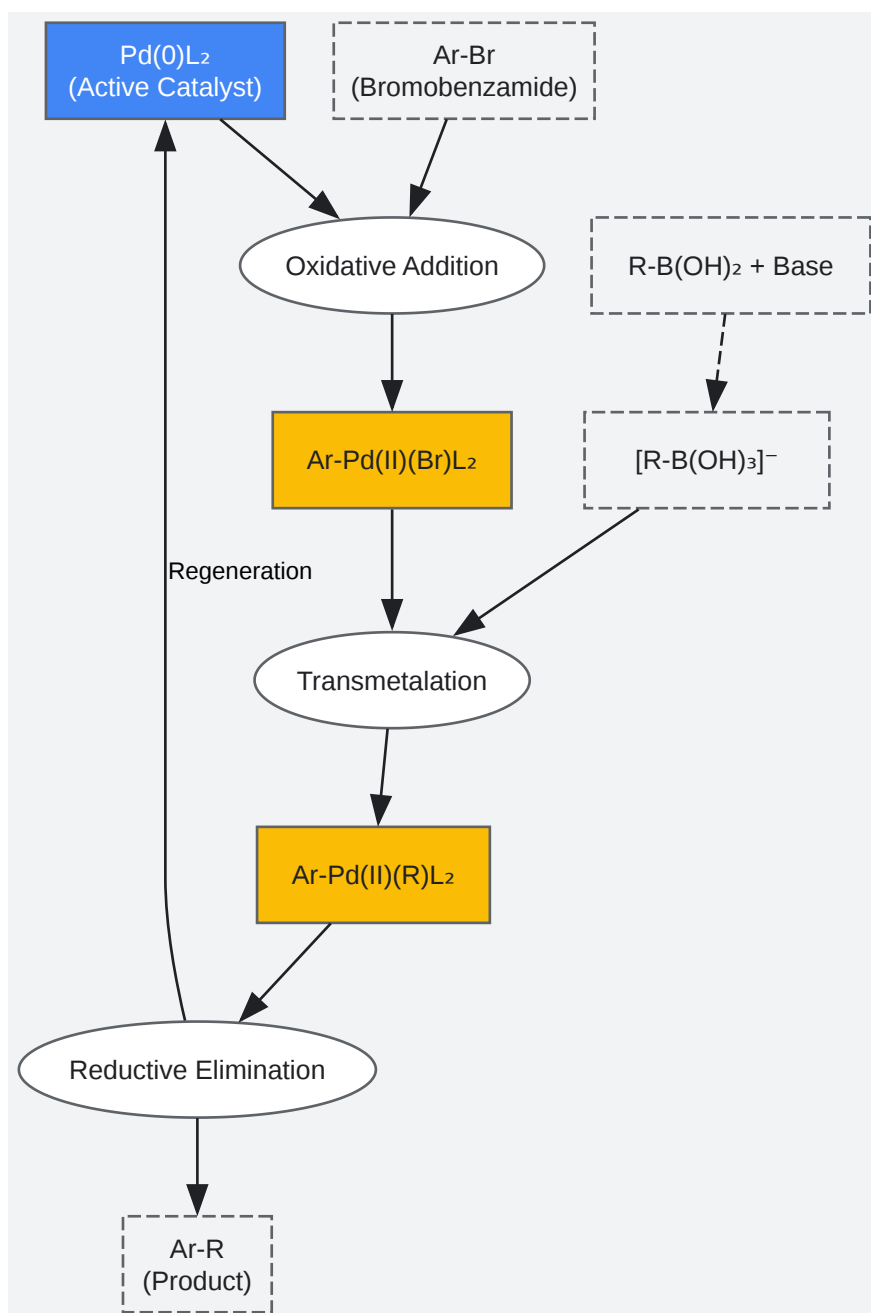 Pd(0)L₂
(Active Catalyst)
Ar-Br
(Bromobenzamide)
Oxidative Addition
R-B(OH)₂ + Base
Ar-Pd(II)(Br)L₂
[R-B(OH)₃]⁻
Regeneration
Transmetalation
Ar-Pd(II)(R)L₂
Reductive Elimination
Ar-R
(Product)